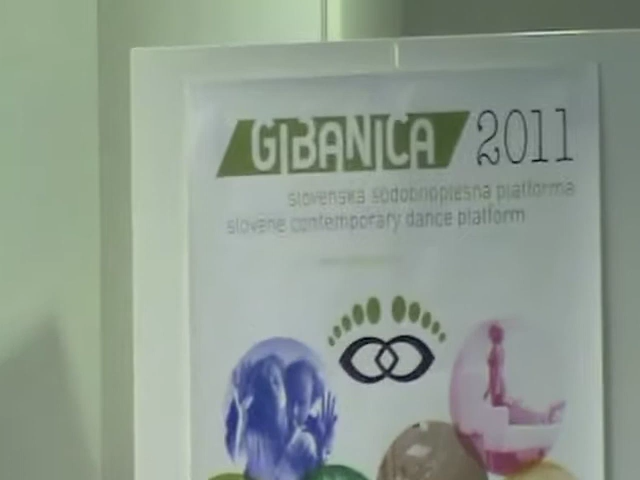 GIBANICA 2011
slovenska sodobnoplesna platforma
slovene contemporary dance platform